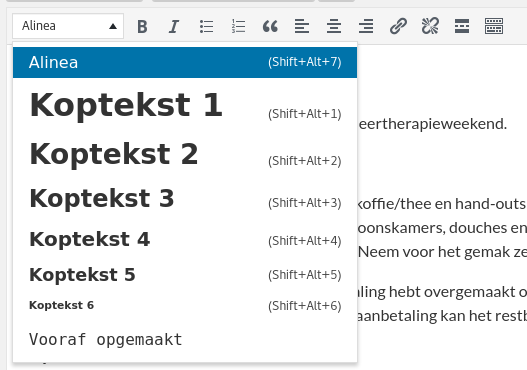 Alinea
Alinea (Shift+Alt+7)
Koptekst 1 (Shift+Alt+1)
eertherapieweekend.
Koptekst 2 (Shift+Alt+2)
Koptekst 3 (Shift+Alt+3)
koffie/thee en hand-outs
oonskamers, douches en
Koptekst 4 (Shift+Alt+4)
Neem voor het gemak ze
Koptekst 5 (Shift+Alt+5)
aling hebt overgemaakt o
Koptekst 6 (Shift+Alt+6)
aanbetaling kan het restb
Vooraf opgemaakt